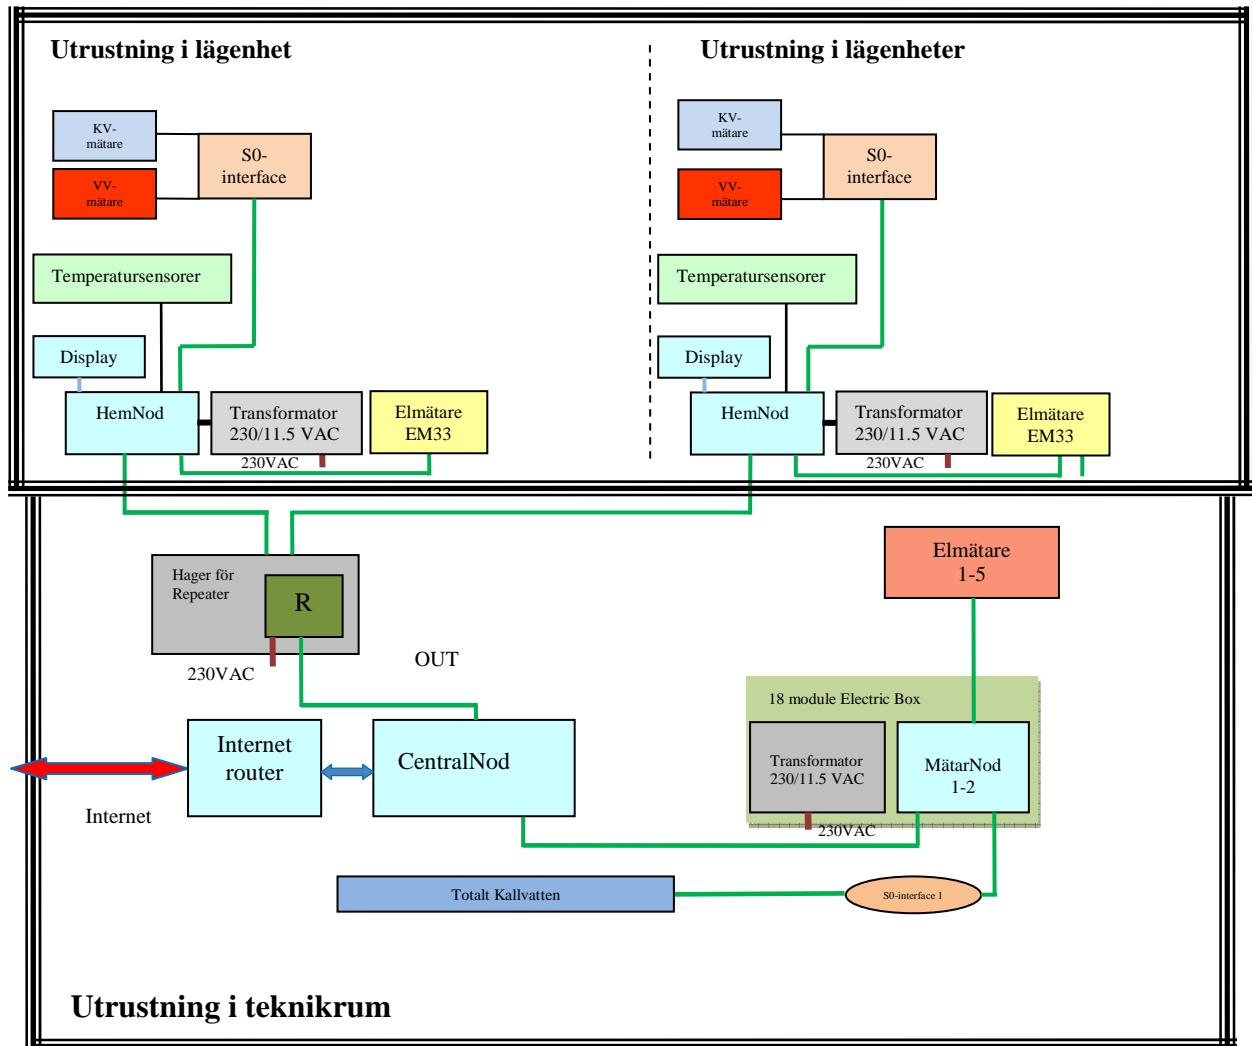 Utrustning i lägenhet
KV-
mätare
S0-
interface
VV-
mätare
Temperatursensorer
Display
HemNod
Transformator
230/11.5 VAC
Elmätare
EM33
230VAC
Utrustning i lägenheter
KV-
mätare
S0-
interface
VV-
mätare
Temperatursensorer
Display
HemNod
Transformator
230/11.5 VAC
Elmätare
EM33
230VAC
Hager för
Repeater
R
230VAC
OUT
Elmätare
1-5
18 module Electric Box
Transformator
230/11.5 VAC
MätarNod
1-2
230VAC
Internet
router
CentralNod
Internet
Totalt Kallvatten
S0-interface 1
Utrustning i teknikrum